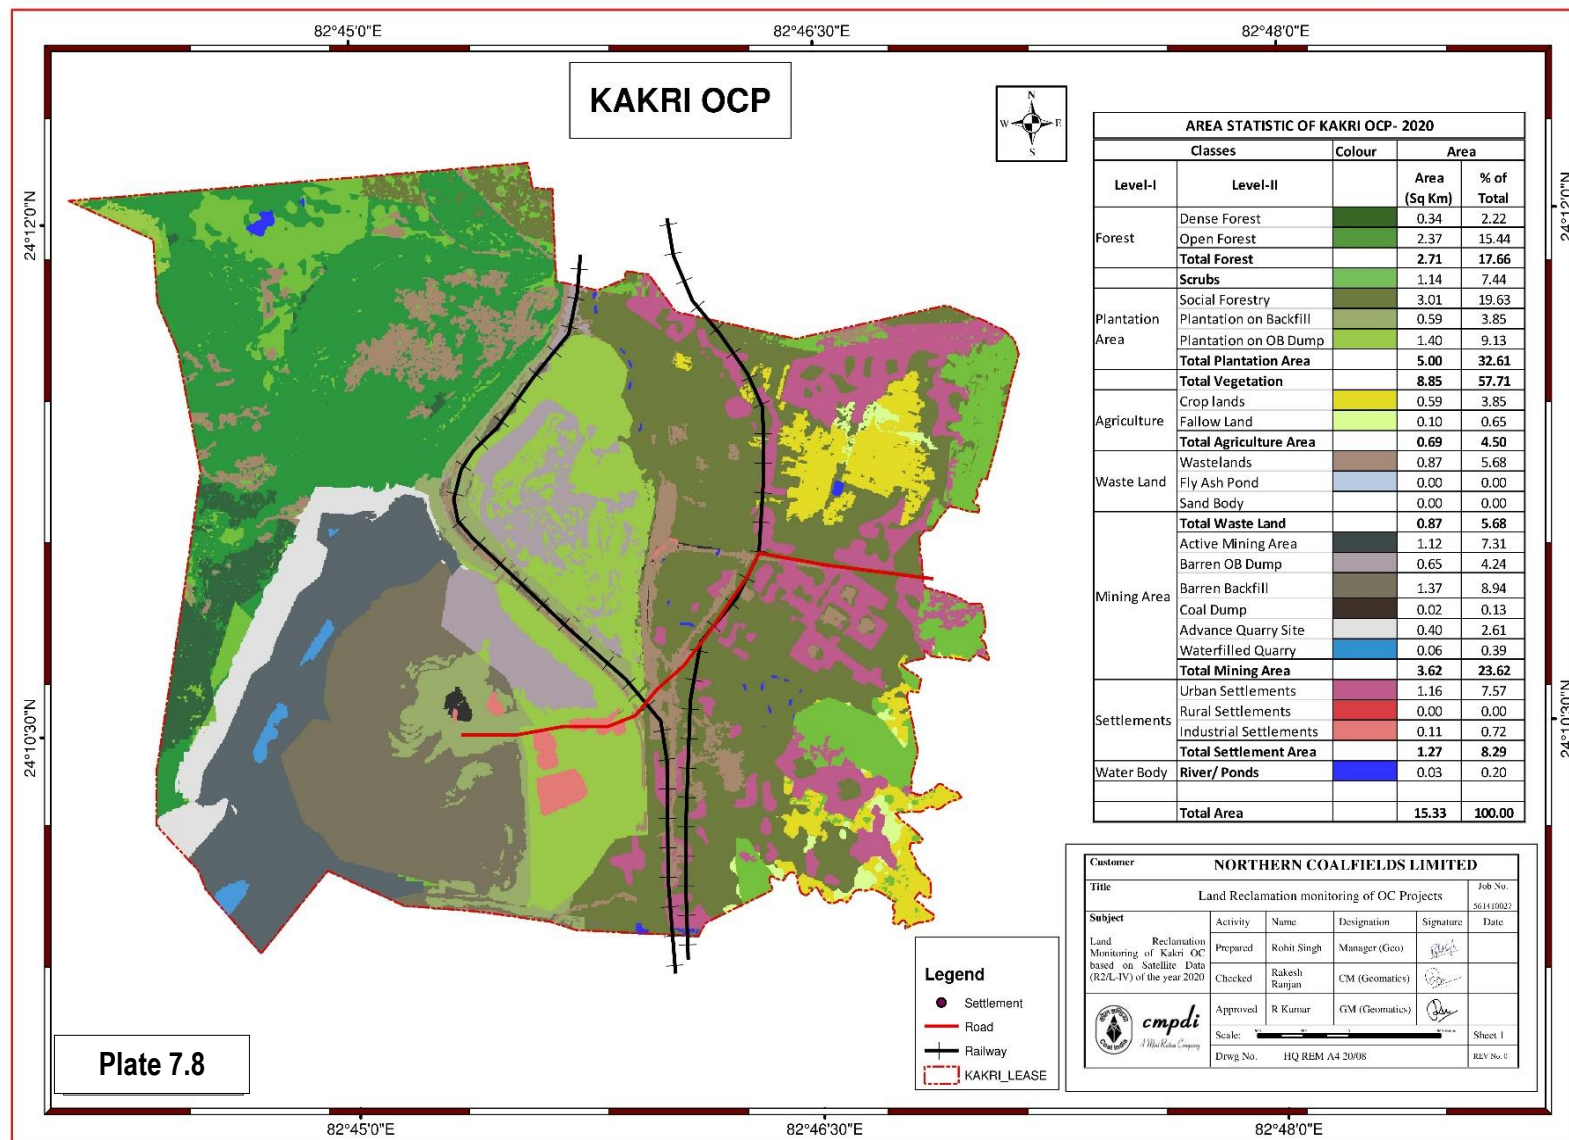 82°45'0"E 82°46'30"E 82°48'0"E
KAKRI OCP
N
W E
S
24°12'0"N
24°10'30"N
24°12'0"N
24°10'30"N
AREA STATISTIC OF KAKRI OCP- 2020
Classes Colour Area
Level-I Level-II Area (Sq Km) % of Total
Forest
Dense Forest 0.34 2.22
Open Forest 2.37 15.44
Total Forest 2.71 17.66
Scrubs 1.14 7.44
Plantation Area
Social Forestry 3.01 19.63
Plantation on Backfill 0.59 3.85
Plantation on OB Dump 1.40 9.13
Total Plantation Area 5.00 32.61
Total Vegetation 8.85 57.71
Agriculture
Crop lands 0.59 3.85
Fallow Land 0.10 0.65
Total Agriculture Area 0.69 4.50
Waste Land
Wastelands 0.87 5.68
Fly Ash Pond 0.00 0.00
Sand Body 0.00 0.00
Total Waste Land 0.87 5.68
Mining Area
Active Mining Area 1.12 7.31
Barren OB Dump 0.65 4.24
Barren Backfill 1.37 8.94
Coal Dump 0.02 0.13
Advance Quarry Site 0.40 2.61
Waterfilled Quarry 0.06 0.39
Total Mining Area 3.62 23.62
Settlements
Urban Settlements 1.16 7.57
Rural Settlements 0.00 0.00
Industrial Settlements 0.11 0.72
Total Settlement Area 1.27 8.29
Water Body River/ Ponds 0.03 0.20
Total Area 15.33 100.00
Customer NORTHERN COALFIELDS LIMITED
Title Land Reclamation monitoring of OC Projects
Job No.
561410027
Subject
Land Reclamation
Monitoring of Kakri OC
based on Satellite Data
(R2/L-IV) of the year 2020
Activity Name Designation Signature Date
Prepared Rohit Singh Manager (Geo)
Checked Rakesh Ranjan CM (Geomatics)
Approved R Kumar GM (Geomatics)
Scale: Sheet 1
Drwg No. HQ REM A4 20/08 REV No. 0
Coal India
cmpdi
A Mini Ratna Company
Legend
Settlement
Road
Railway
KAKRI_LEASE
Plate 7.8
82°45'0"E 82°46'30"E 82°48'0"E